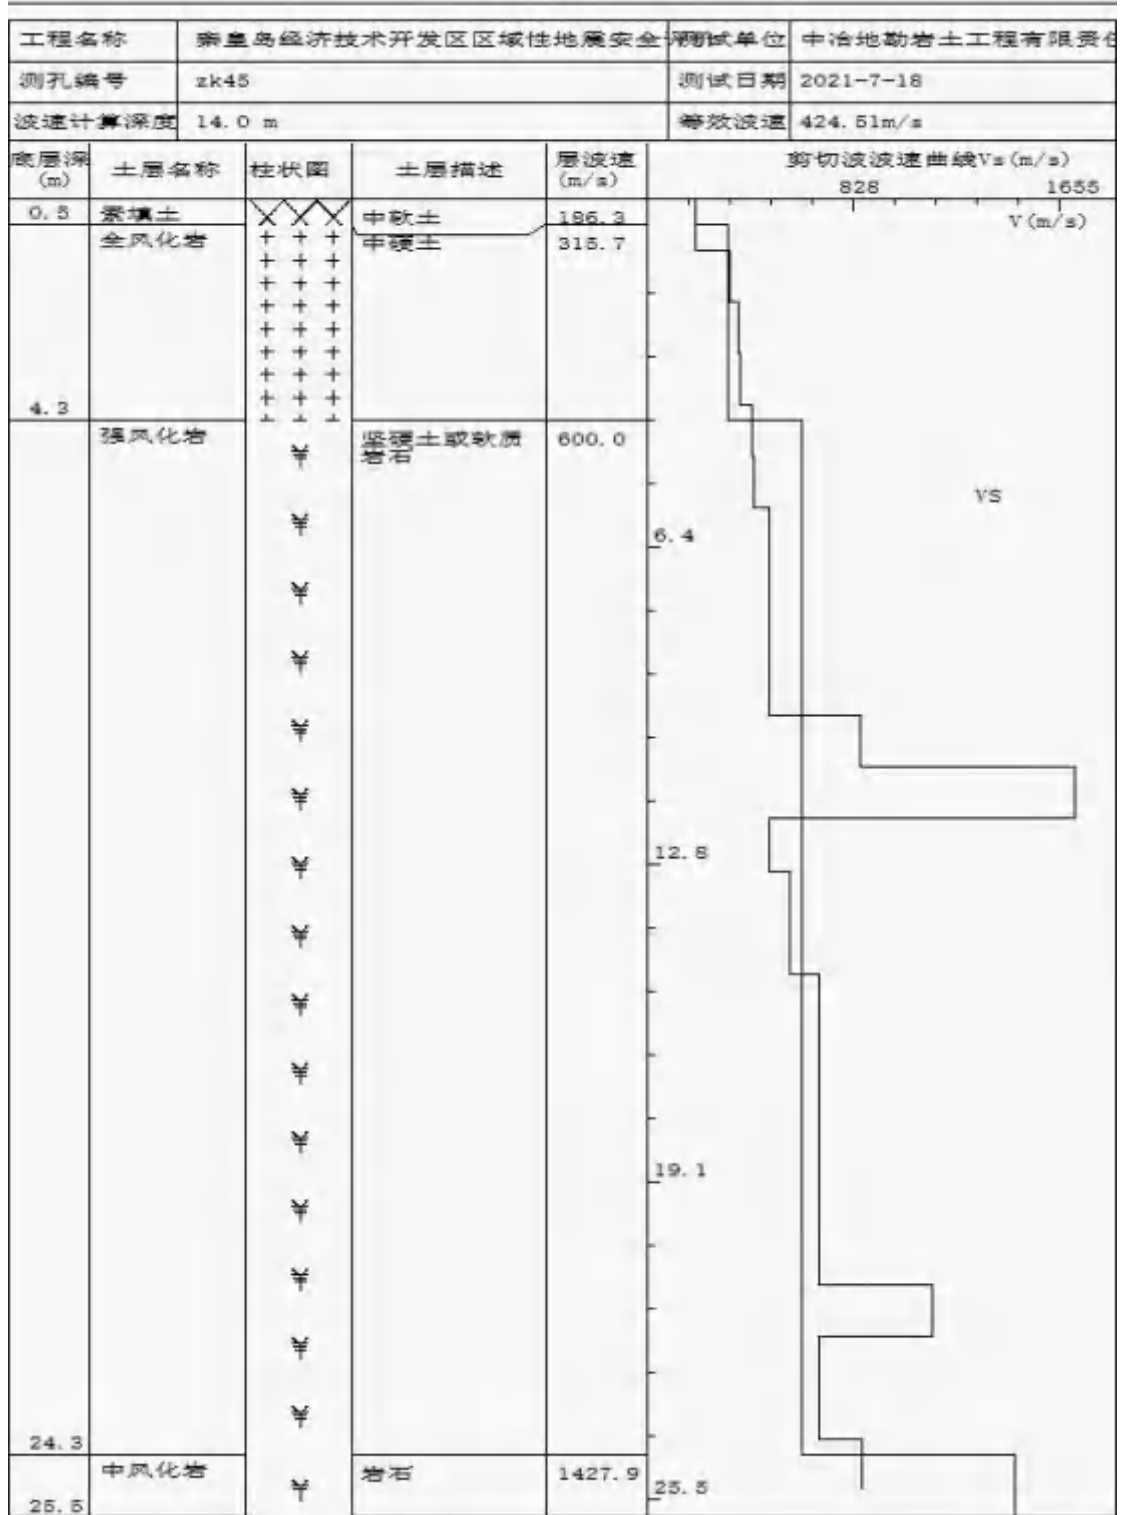 工程名称 秦皇岛经济技术开发区区域性地震安全 测试单位 中冶地勘岩土工程有限责任
测孔编号 zk45 测试日期 2021-7-18
波速计算深度 14.0 m 等效波速 424.51m/s
底层深 (m) 土层名称 柱状图 土层描述 层波速 (m/s) 剪切波波速曲线Vs(m/s)
828 1655
V(m/s)
0.5 素填土 中软土 186.3
全风化岩 中硬土 315.7
4.3
强风化岩 坚硬土或软质 600.0
岩石
VS
6.4
12.8
19.1
24.3
中风化岩 岩石 1427.9
25.5 25.5